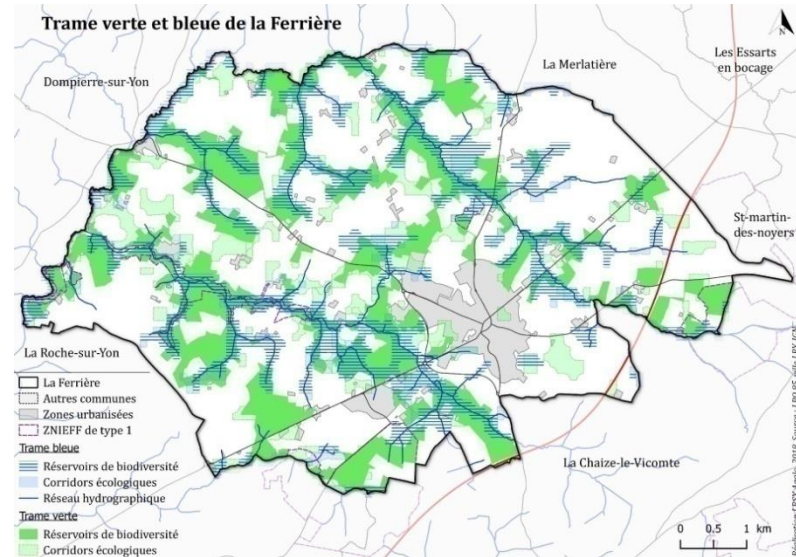 Trame verte et bleue de la Ferrière
N
Les Essarts
en bocage
La Merlatière
Dompierre-sur-Yon
St-martin-
des-noyers
La Roche-sur-Yon
La Ferrière
Autres communes
Zones urbanisées
ZNIEFF de type 1
Trame bleue
Réservoirs de biodiversité
Corridors écologiques
Réseau hydrographique
Trame verte
Réservoirs de biodiversité
Corridors écologiques
La Chaize-le-Vicomte
0 0.5 1 km